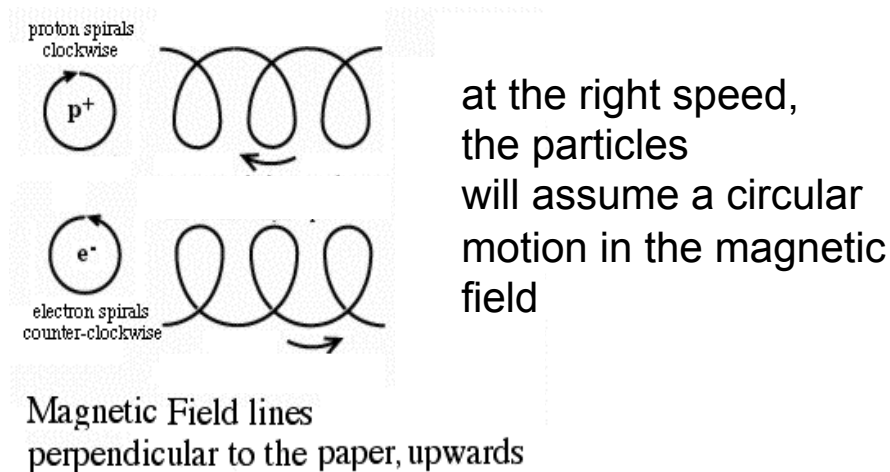 proton spirals
clockwise
p+
at the right speed,
the particles
will assume a circular
motion in the magnetic
field
e-
electron spirals
counter-clockwise
Magnetic Field lines
perpendicular to the paper, upwards